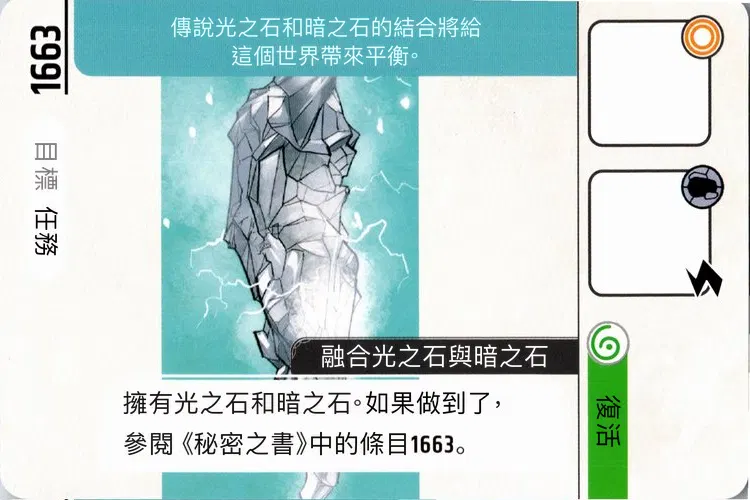 傳說光之石和暗之石的結合將給
這個世界帶來平衡。
1663
目標 任務
融合光之石與暗之石
擁有光之石和暗之石。如果做到了，
參閱《秘密之書》中的條目1663。
復活